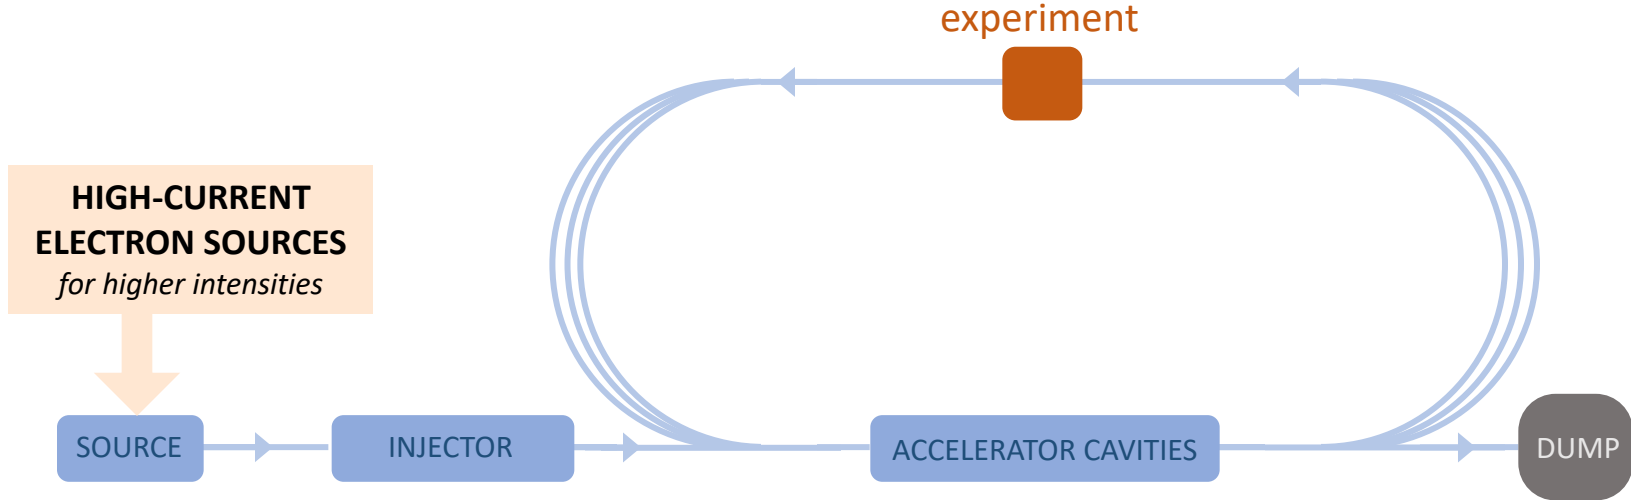 experiment
HIGH-CURRENT
ELECTRON SOURCES
for higher intensities
SOURCE
INJECTOR
ACCELERATOR CAVITIES
DUMP